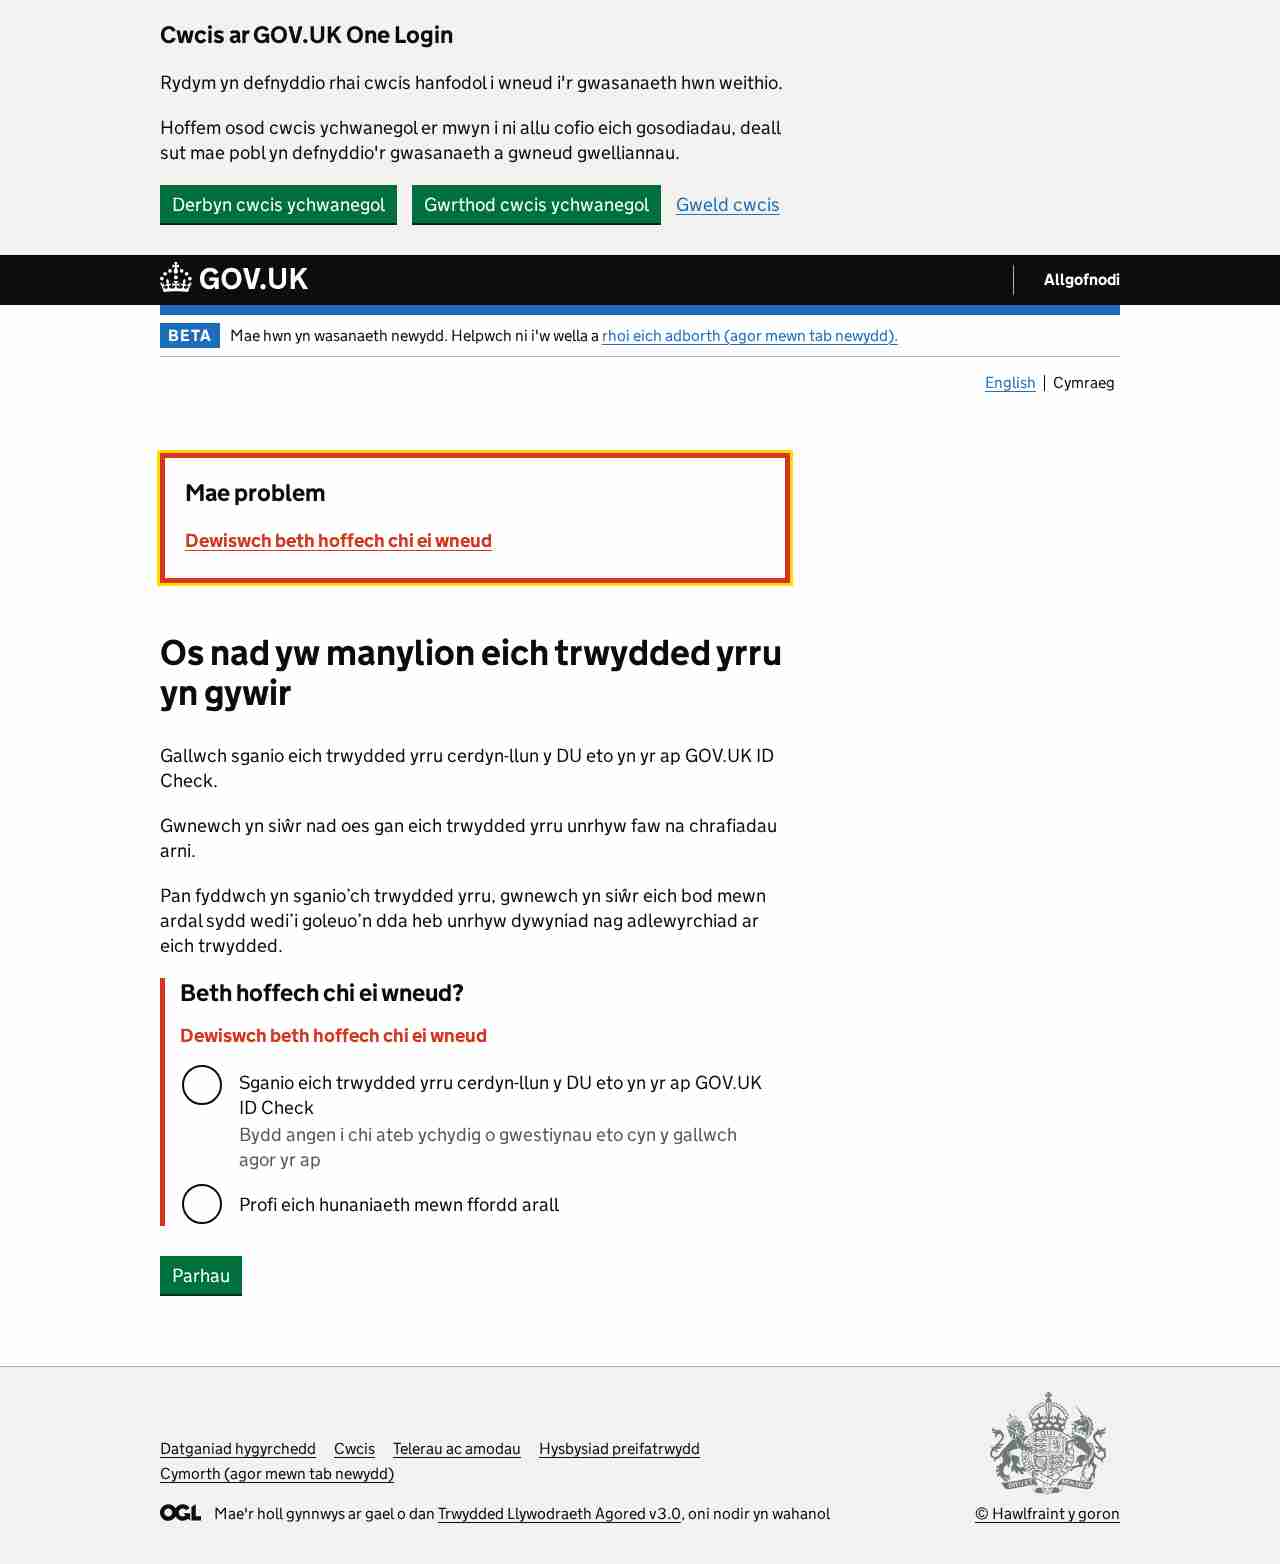 Cwcis ar GOV.UK One Login
Rydym yn defnyddio rhai cwcis hanfodol i wneud i'r gwasanaeth hwn weithio.
Hoffem osod cwcis ychwanegol er mwyn i ni allu cofio eich gosodiadau, deall
sut mae pobl yn defnyddio'r gwasanaeth a gwneud gwelliannau.
Derbyn cwcis ychwanegol Gwrthod cwcis ychwanegol Gweld cwcis
GOV.UK Allgofnodi
BETA Mae hwn yn wasanaeth newydd. Helpwch ni i'w wella a rhoi eich adborth (agor mewn tab newydd).
English Cymraeg
Mae problem
Dewiswch beth hoffech chi ei wneud
Os nad yw manylion eich trwydded yrru
yn gywir
Gallwch sganio eich trwydded yrru cerdyn-llun y DU eto yn yr ap GOV.UK ID
Check.
Gwnewch yn siŵr nad oes gan eich trwydded yrru unrhyw faw na chrafiadau
arni.
Pan fyddwch yn sganio’ch trwydded yrru, gwnewch yn siŵr eich bod mewn
ardal sydd wedi’i goleuo’n dda heb unrhyw dywyniad nag adlewyrchiad ar
eich trwydded.
Beth hoffech chi ei wneud?
Dewiswch beth hoffech chi ei wneud
Sganio eich trwydded yrru cerdyn-llun y DU eto yn yr ap GOV.UK
ID Check
Bydd angen i chi ateb ychydig o gwestiynau eto cyn y gallwch
agor yr ap
Profi eich hunaniaeth mewn ffordd arall
Parhau
Datganiad hygyrchedd Cwcis Telerau ac amodau Hysbysiad preifatrwydd
Cymorth (agor mewn tab newydd)
OGL Mae'r holl gynnwys ar gael o dan Trwydded Llywodraeth Agored v3.0, oni nodir yn wahanol
© Hawlfraint y goron